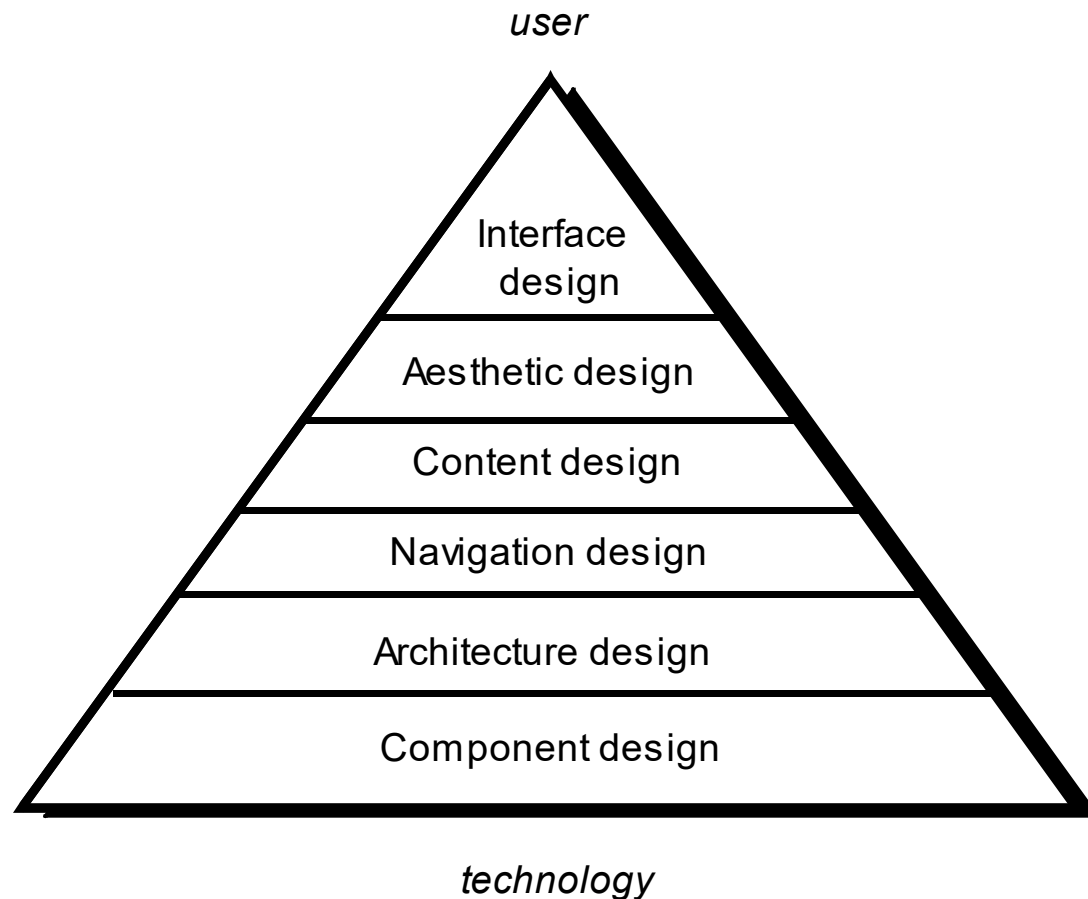 user
Interface
design
Aesthetic design
Content design
Navigation design
Architecture design
Component design
technology